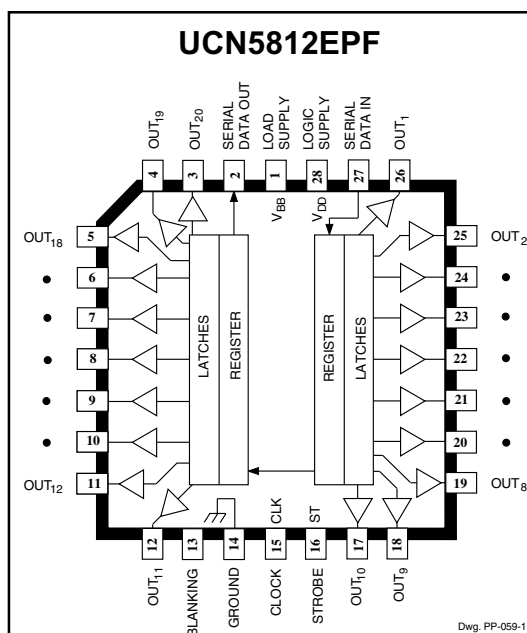 UCN5812EPF
OUT19
OUT20
SERIAL
DATA OUT
LOAD
SUPPLY
LOGIC
SUPPLY
SERIAL
DATA IN
OUT1
4
3
2
1
28
27
26
VBB
VDD
OUT18
5
25
OUT2
•
6
24
•
•
7
23
•
•
8
22
•
•
9
21
•
•
10
20
•
OUT12
11
19
OUT8
LATCHES
REGISTER
REGISTER
LATCHES
CLK
ST
12
13
14
15
16
17
18
OUT11
BLANKING
GROUND
CLOCK
STROBE
OUT10
OUT9
Dwg. PP-059-1